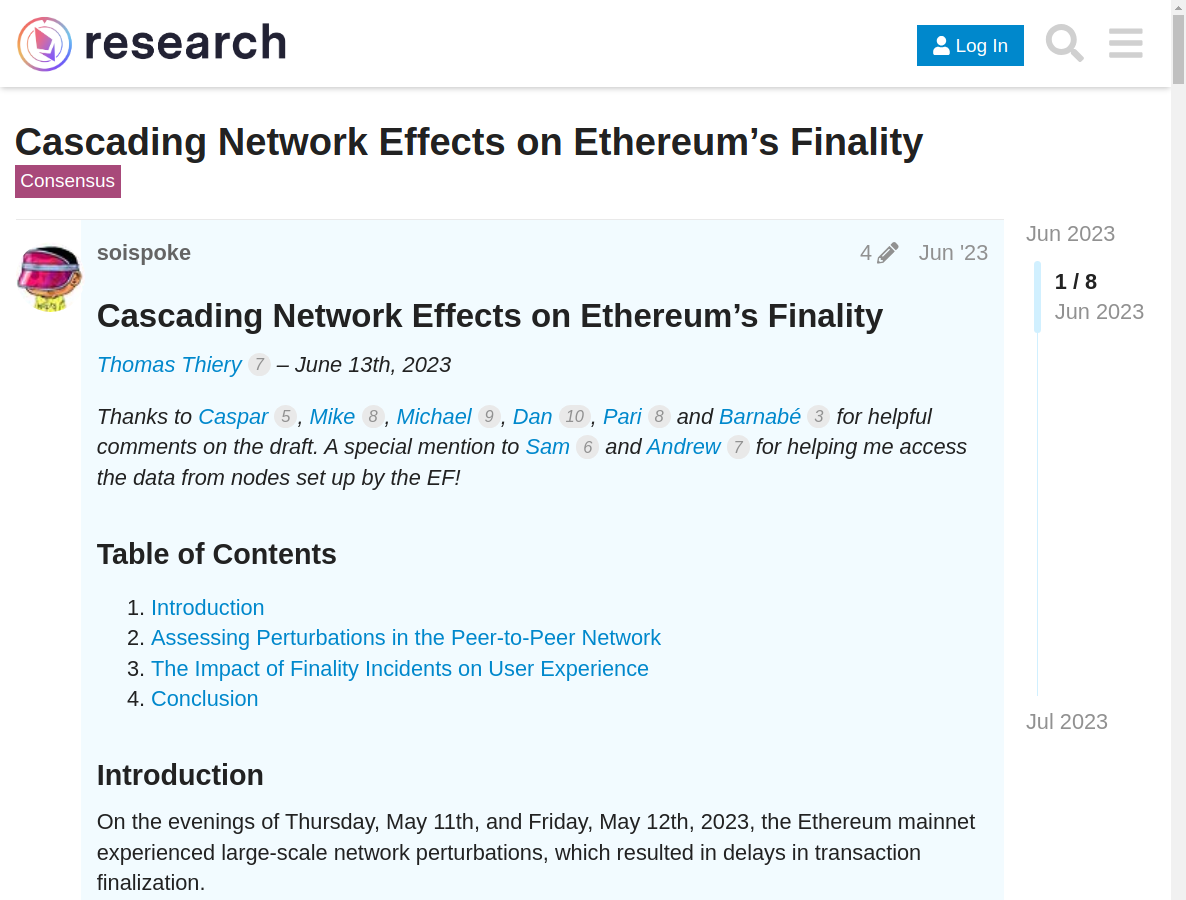 research
Log In
Cascading Network Effects on Ethereum’s Finality
Consensus
soispoke
4
Jun '23
Jun 2023
1 / 8
Jun 2023
Cascading Network Effects on Ethereum’s Finality
Thomas Thiery 7 – June 13th, 2023
Thanks to Caspar 5, Mike 8, Michael 9, Dan 10, Pari 8 and Barnabé 3 for helpful
comments on the draft. A special mention to Sam 6 and Andrew 7 for helping me access
the data from nodes set up by the EF!
Table of Contents
1. Introduction
2. Assessing Perturbations in the Peer-to-Peer Network
3. The Impact of Finality Incidents on User Experience
4. Conclusion
Jul 2023
Introduction
On the evenings of Thursday, May 11th, and Friday, May 12th, 2023, the Ethereum mainnet
experienced large-scale network perturbations, which resulted in delays in transaction
finalization.